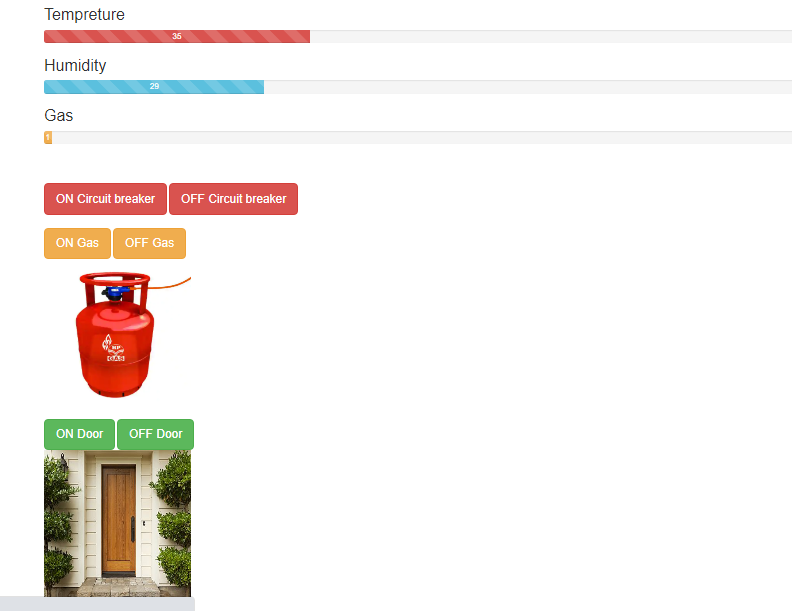 Tempreture
35
Humidity
29
Gas
1
ON Circuit breaker OFF Circuit breaker
ON Gas OFF Gas
GAS
ON Door OFF Door